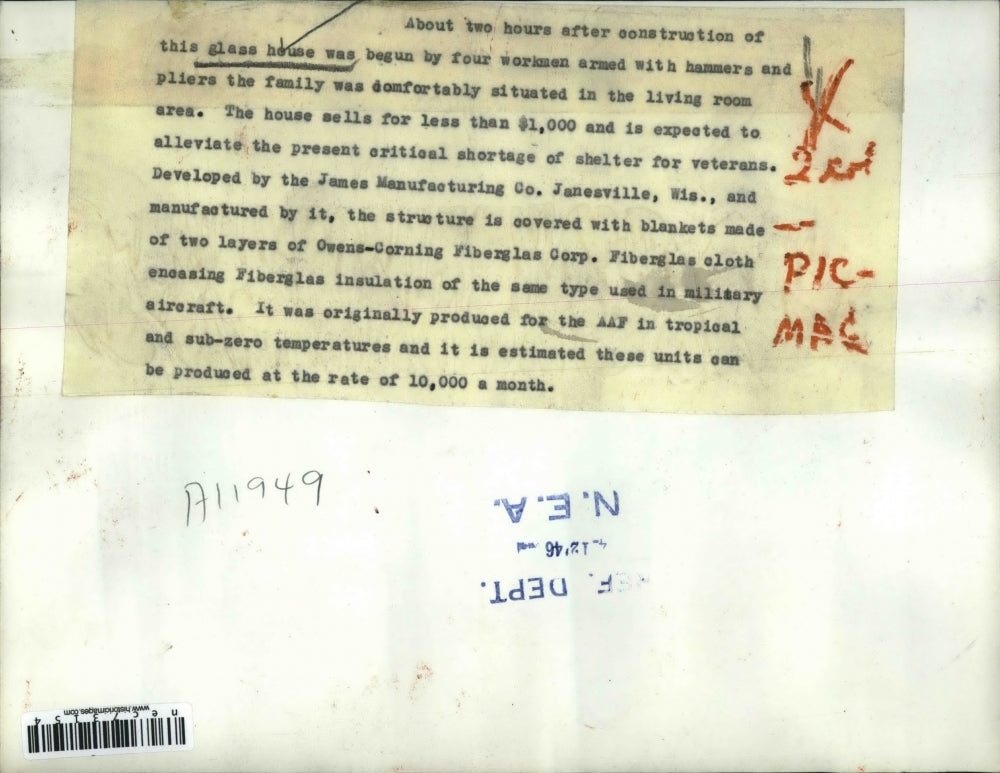 About two hours after construction of
this glass house was begun by four workmen armed with hammers and
pliers the family was comfortably situated in the living room
area. The house sells for less than $1,000 and is expected to
alleviate the present critical shortage of shelter for veterans.
Developed by the James Manufacturing Co. Janesville, Wis., and
manufactured by it, the structure is covered with blankets made
of two layers of Owens-Corning Fiberglas Corp. Fiberglas cloth
encasing Fiberglas insulation of the same type used in military
aircraft. It was originally produced for the AAF in tropical
and sub-zero temperatures and it is estimated these units can
be produced at the rate of 10,000 a month.
X
2 col
—
PIC-
MAG
A11949
N.E.A.
4-12'46
REF. DEPT.
www.historicimages.com
nec73154